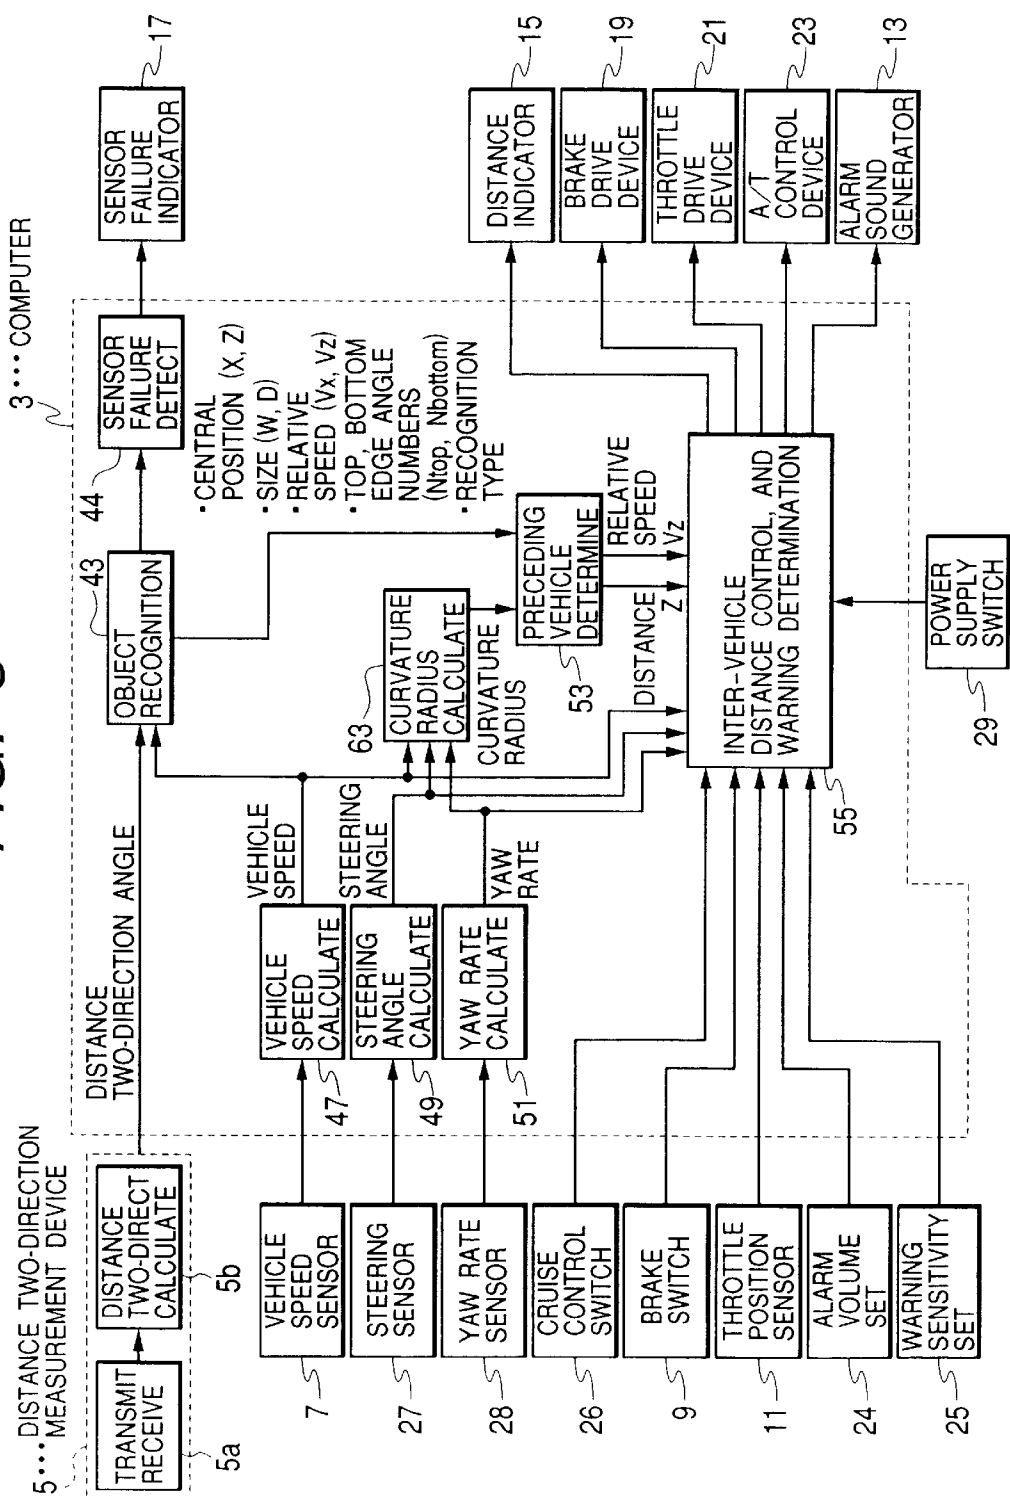 5 ••• DISTANCE TWO-DIRECTION
MEASUREMENT DEVICE
3 ••• COMPUTER
TRANSMIT
RECEIVE
5a
DISTANCE
TWO-DIRECT
CALCULATE
5b
DISTANCE
TWO-DIRECTION ANGLE
OBJECT
RECOGNITION
43
SENSOR
FAILURE
DETECT
44
SENSOR
FAILURE
INDICATOR
17
• CENTRAL
POSITION (X, Z)
• SIZE (W, D)
• RELATIVE
SPEED (Vx, Vz)
• TOP, BOTTOM
EDGE ANGLE
NUMBERS
(Ntop, Nbottom)
• RECOGNITION
TYPE
VEHICLE
SPEED
SENSOR
7
VEHICLE
SPEED
CALCULATE
47
VEHICLE
SPEED
STEERING
SENSOR
27
STEERING
ANGLE
CALCULATE
49
STEERING
ANGLE
YAW RATE
SENSOR
28
YAW RATE
CALCULATE
51
YAW
RATE
63
CURVATURE
RADIUS
CALCULATE
CURVATURE
RADIUS
PRECEDING
VEHICLE
DETERMINE
53
DISTANCE
Z
RELATIVE
SPEED
Vz
CRUISE
CONTROL
SWITCH
26
BRAKE
SWITCH
9
THROTTLE
POSITION
SENSOR
11
ALARM
VOLUME
SET
24
WARNING
SENSITIVITY
SET
25
INTER-VEHICLE
DISTANCE CONTROL, AND
WARNING DETERMINATION
55
POWER
SUPPLY
SWITCH
29
DISTANCE
INDICATOR
15
BRAKE
DRIVE
DEVICE
19
THROTTLE
DRIVE
DEVICE
21
A/T
CONTROL
DEVICE
23
ALARM
SOUND
GENERATOR
13